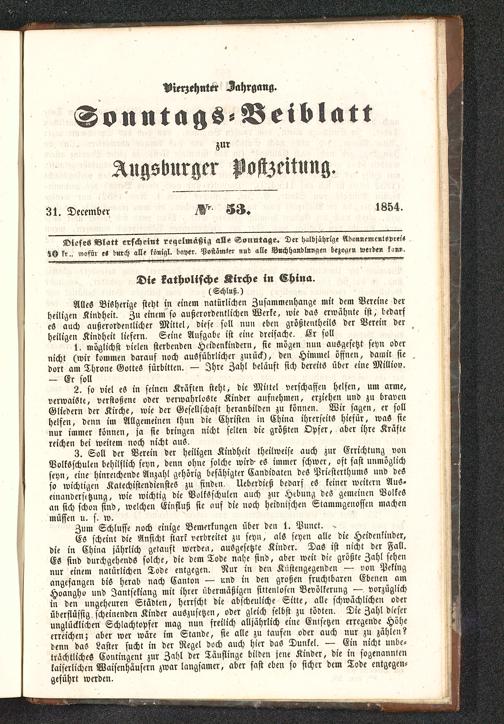 Vierzehnter Jahrgang.
Sonntags-Beiblatt
zur
Augsburger Postzeitung.
31. December № 53. 1854.
Dieses Blatt erscheint regelmäßig alle Sonntage. Der halbjährige Abonnementspreis
40 kr., wofür es durch alle königl. bayer. Postämter und alle Buchhandlungen bezogen werden kann.
Die katholische Kirche in China.
(Schluß.)
Alles Bisherige steht in einem natürlichen Zusammenhange mit dem Vereine der
heiligen Kindheit. Zu einem so außerordentlichen Werke, wie das erwähnte ist, bedarf
es auch außerordentlicher Mittel, diese soll nun eben größtentheils der Verein der
heiligen Kindheit liefern. Seine Aufgabe ist eine dreifache. Er soll
1. möglichst vielen sterbenden Heidenkindern, sie mögen nun ausgesetzt seyn oder
nicht (wir kommen darauf noch ausführlicher zurück), den Himmel öffnen, damit sie
dort am Throne Gottes fürbitten. — Ihre Zahl beläuft sich bereits über eine Million.
— Er soll
2. so viel es in seinen Kräften steht, die Mittel verschaffen helfen, um arme,
verwaiste, verstoßene oder verwahrloste Kinder aufnehmen, erziehen und zu braven
Gliedern der Kirche, wie der Gesellschaft heranbilden zu können. Wir sagen, er soll
helfen, denn im Allgemeinen thun die Christen in China ihrerseits hiefür, was sie
nur immer können, ja sie bringen nicht selten die größten Opfer, aber ihre Kräfte
reichen bei weitem noch nicht aus.
3. Soll der Verein der heiligen Kindheit theilweise auch zur Errichtung von
Volksschulen behilflich seyn, denn ohne solche wird es immer schwer, oft fast unmöglich
seyn, eine hinreichende Anzahl gehörig befähigter Candidaten des Priesterthums und des
so wichtigen Katechistendienstes zu finden. Ueberdieß bedarf es keiner weitern Aus-
einandersetzung, wie wichtig die Volksschulen auch zur Hebung des gemeinen Volkes
an sich schon sind, welchen Einfluß sie auf die noch heidnischen Stammgenossen machen
müssen u. s. w.
Zum Schlusse noch einige Bemerkungen über den 1. Punct.
Es scheint die Ansicht stark verbreitet zu seyn, als seyen alle die Heidenkinder,
die in China jährlich getauft werden, ausgesetzte Kinder. Das ist nicht der Fall.
Es sind durchgehends solche, die dem Tode nahe sind, aber weit die größte Zahl sehen
nur einem natürlichen Tode entgegen. Nur in den Küstengegenden — von Peking
angefangen bis herab nach Canton — und in den großen fruchtbaren Ebenen am
Hoangho und Jantsekiang mit ihrer übermäßigen Bevölkerung — vorzüglich
in den ungeheuren Städten, herrscht die abscheuliche Sitte, alle schwächlichen oder
überflüssig scheinenden Kinder auszusetzen, oder gleich selbst zu tödten. Die Zahl dieser
unglücklichen Schlachtopfer mag nun freilich alljährlich eine Entsetzen erregende Höhe
erreichen; aber wer wäre im Stande, sie alle zu taufen oder auch nur zu zählen?
denn das Laster sucht in der Regel doch auch hier das Dunkel. — Ein nicht unbe-
trächtliches Contingent zur Zahl der Täuflinge bilden jene Kinder, die in sogenannten
kaiserlichen Waisenhäusern zwar langsamer, aber fast eben so sicher dem Tode entgegen-
geführt werden.